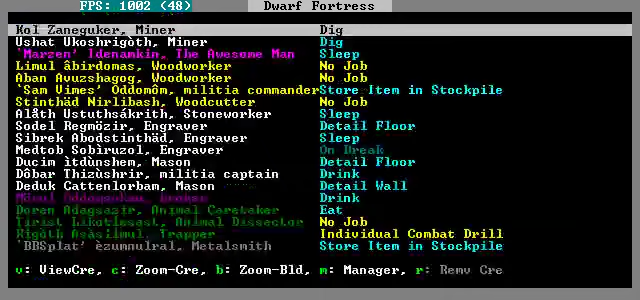 FPS: 1002 (48) Dwarf Fortress
Kol Zaneguker, Miner Dig
Ushat Ukoshrigòth, Miner Dig
`Marzen' Idenamkin, The Awesome Man Sleep
Limul âbirdomas, Woodworker No Job
Aban Avuzshagog, Woodworker No Job
`Sam Vimes' Oddomôm, militia commander Store Item in Stockpile
Stinthäd Nirlibash, Woodcutter No Job
Alåth Ustuthsákrith, Stoneworker Sleep
Sodel Regmözir, Engraver Detail Floor
Sibrek Abodstinthäd, Engraver Sleep
Medtob Sobìruzol, Engraver On Break
Ducim ìtdùnshem, Mason Detail Floor
Dôbar Thizùshrir, militia captain Drink
Deduk Cattenlorbam, Mason Detail Wall
broker Drink
Doren Adagsazir, Animal Caretaker Eat
Tirist Animal Dissector No Job
Rigòth Asásilmul, Trapper Individual Combat Drill
`BBSplat' èzumnulral, Metalsmith Store Item in Stockpile
v: ViewCre, c: Zoom-Cre, b: Zoom-Bld, m: Manager, r: Remv Cre